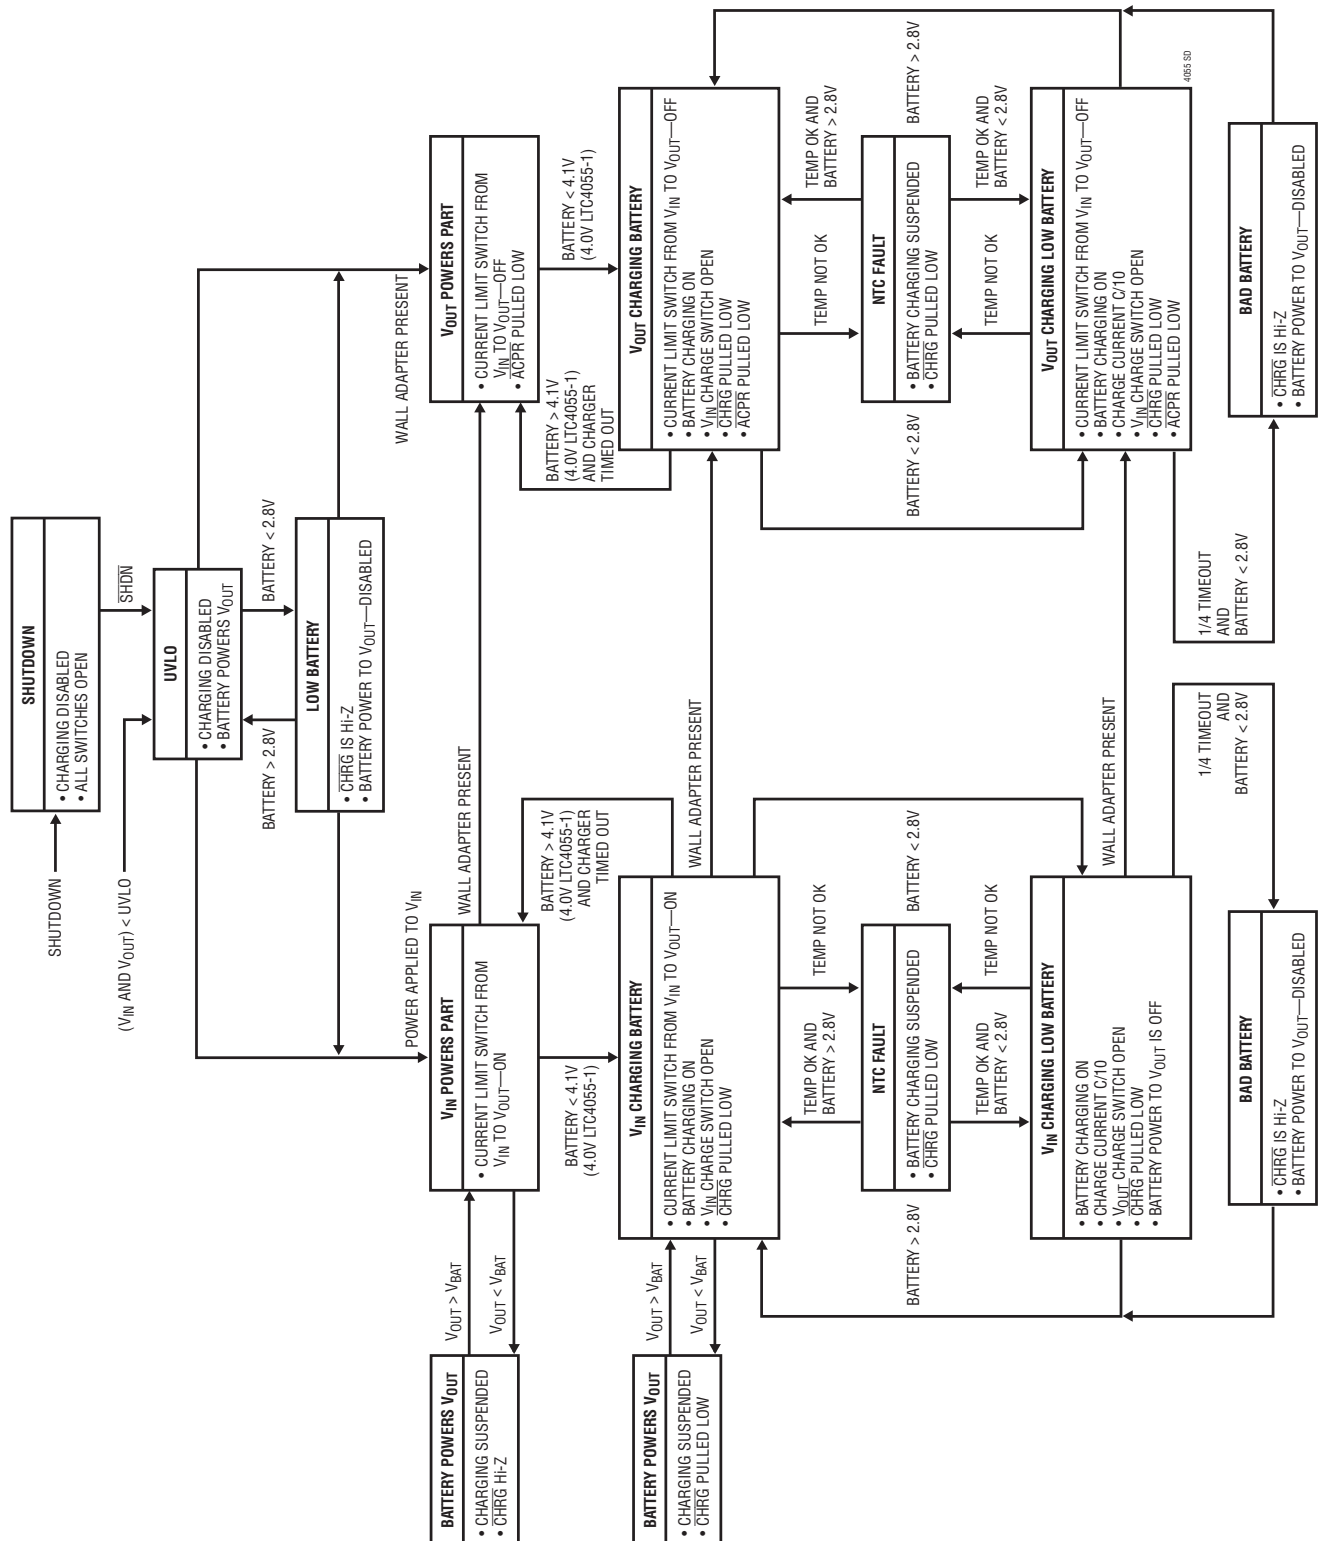 SHUTDOWN
SHUTDOWN
• CHARGING DISABLED
• ALL SWITCHES OPEN
(VIN AND VOUT) < UVLO
SHDN
UVLO
• CHARGING DISABLED
• BATTERY POWERS VOUT
BATTERY > 2.8V
BATTERY < 2.8V
LOW BATTERY
• CHRG IS Hi-Z
• BATTERY POWER TO VOUT—DISABLED
POWER APPLIED TO VIN
WALL ADAPTER PRESENT
BATTERY POWERS VOUT
• CHARGING SUSPENDED
• CHRG Hi-Z
VOUT > VBAT
VOUT < VBAT
VIN POWERS PART
• CURRENT LIMIT SWITCH FROM
VIN TO VOUT—ON
WALL ADAPTER PRESENT
VOUT POWERS PART
• CURRENT LIMIT SWITCH FROM
VIN TO VOUT—OFF
• ACPR PULLED LOW
BATTERY < 4.1V
(4.0V LTC4055-1)
BATTERY > 4.1V
(4.0V LTC4055-1)
AND CHARGER
TIMED OUT
BATTERY > 4.1V
(4.0V LTC4055-1)
AND CHARGER
TIMED OUT
BATTERY < 4.1V
(4.0V LTC4055-1)
BATTERY POWERS VOUT
• CHARGING SUSPENDED
• CHRG PULLED LOW
VOUT > VBAT
VOUT < VBAT
VIN CHARGING BATTERY
• CURRENT LIMIT SWITCH FROM VIN TO VOUT—ON
• BATTERY CHARGING ON
• VIN CHARGE SWITCH OPEN
• CHRG PULLED LOW
WALL ADAPTER PRESENT
VOUT CHARGING BATTERY
• CURRENT LIMIT SWITCH FROM VIN TO VOUT—OFF
• BATTERY CHARGING ON
• VIN CHARGE SWITCH OPEN
• CHRG PULLED LOW
• ACPR PULLED LOW
TEMP OK AND
BATTERY > 2.8V
TEMP NOT OK
TEMP NOT OK
TEMP OK AND
BATTERY > 2.8V
BATTERY > 2.8V
NTC FAULT
• BATTERY CHARGING SUSPENDED
• CHRG PULLED LOW
BATTERY < 2.8V
BATTERY < 2.8V
NTC FAULT
• BATTERY CHARGING SUSPENDED
• CHRG PULLED LOW
BATTERY > 2.8V
TEMP OK AND
BATTERY < 2.8V
TEMP NOT OK
TEMP NOT OK
TEMP OK AND
BATTERY < 2.8V
VIN CHARGING LOW BATTERY
• BATTERY CHARGING ON
• CHARGE CURRENT C/10
• VOUT CHARGE SWITCH OPEN
• CHRG PULLED LOW
• BATTERY POWER TO VOUT IS OFF
WALL ADAPTER PRESENT
VOUT CHARGING LOW BATTERY
• CURRENT LIMIT SWITCH FROM VIN TO VOUT—OFF
• BATTERY CHARGING ON
• CHARGE CURRENT C/10
• VIN CHARGE SWITCH OPEN
• CHRG PULLED LOW
• ACPR PULLED LOW
4055 SD
1/4 TIMEOUT
AND
BATTERY < 2.8V
1/4 TIMEOUT
AND
BATTERY < 2.8V
BAD BATTERY
• CHRG IS Hi-Z
• BATTERY POWER TO VOUT—DISABLED
BAD BATTERY
• CHRG IS Hi-Z
• BATTERY POWER TO VOUT—DISABLED